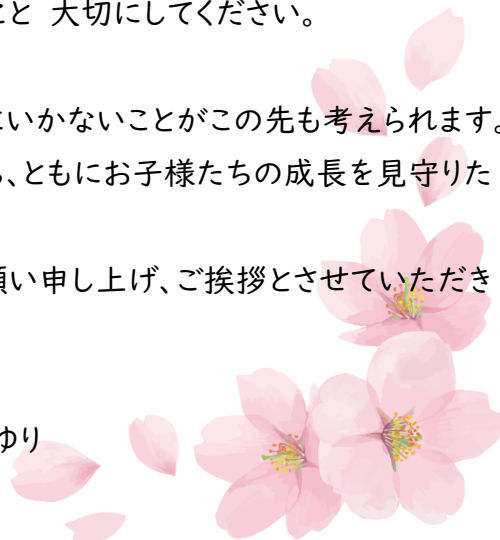 こと 大切にしてください。
にいかないことがこの先も考えられます。
ら、ともにお子様たちの成長を見守りた
願い申し上げ、ご挨拶とさせていただき
ゆり